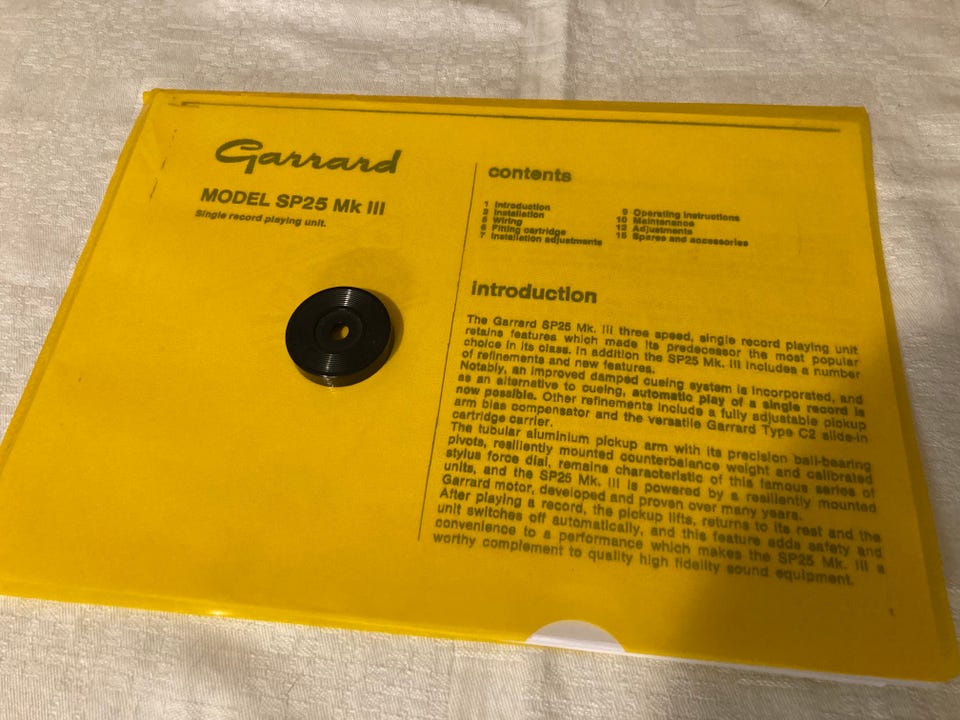 Garrard
MODEL SP25 Mk III
Single record playing unit.
contents
1 Introduction
3 Installation
5 Wiring
6 Fitting cartridge
7 Installation adjustments
9 Operating instructions
10 Maintenance
12 Adjustments
15 Spares and accessories
introduction
The Garrard SP25 Mk. III three speed, single record playing unit
retains features which made its predecessor the most popular
choice in its class. In addition the SP25 Mk. III includes a number
of refinements and new features.
Notably, an improved damped cueing system is incorporated, and
as an alternative to cueing, automatic play of a single record is
now possible. Other refinements include a fully adjustable pickup
arm bias compensator and the versatile Garrard Type C2 slide-in
cartridge carrier.
The tubular aluminium pickup arm with its precision ball-bearing
pivots, resiliently mounted counterbalance weight and calibrated
stylus force dial, remains characteristic of this famous series of
units, and the SP25 Mk. III is powered by a resiliently mounted
Garrard motor, developed and proven over many years.
After playing a record, the pickup lifts, returns to its rest and the
unit switches off automatically, and this feature adds safety and
convenience to a performance which makes the SP25 Mk. III a
worthy complement to quality high fidelity sound equipment.
1